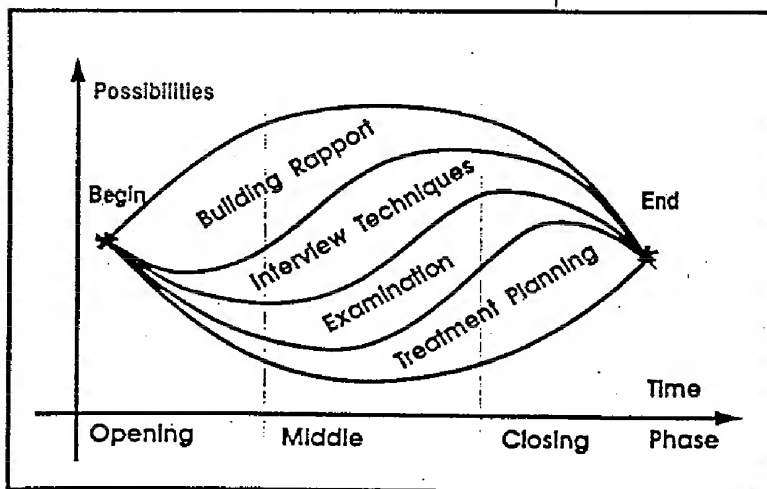 Possibilities
Building Rapport
Begin
Interview Techniques
End
Examination
Treatment Planning
Time
Opening
Middle
Closing
Phase